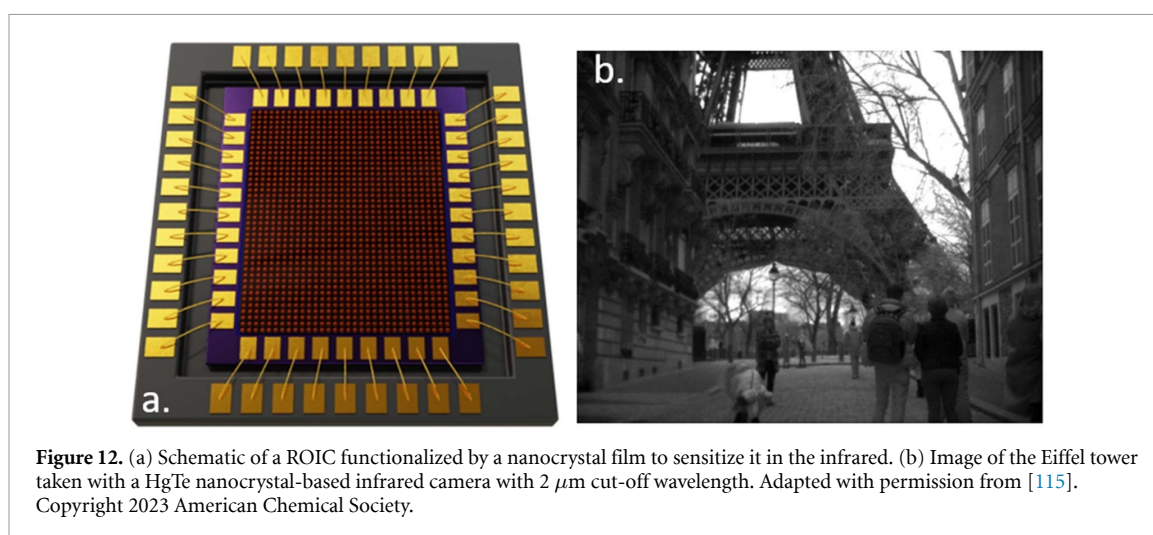 a.
b.
Figure 12. (a) Schematic of a ROIC functionalized by a nanocrystal film to sensitize it in the infrared. (b) Image of the Eiffel tower
taken with a HgTe nanocrystal-based infrared camera with 2 μm cut-off wavelength. Adapted with permission from [115].
Copyright 2023 American Chemical Society.